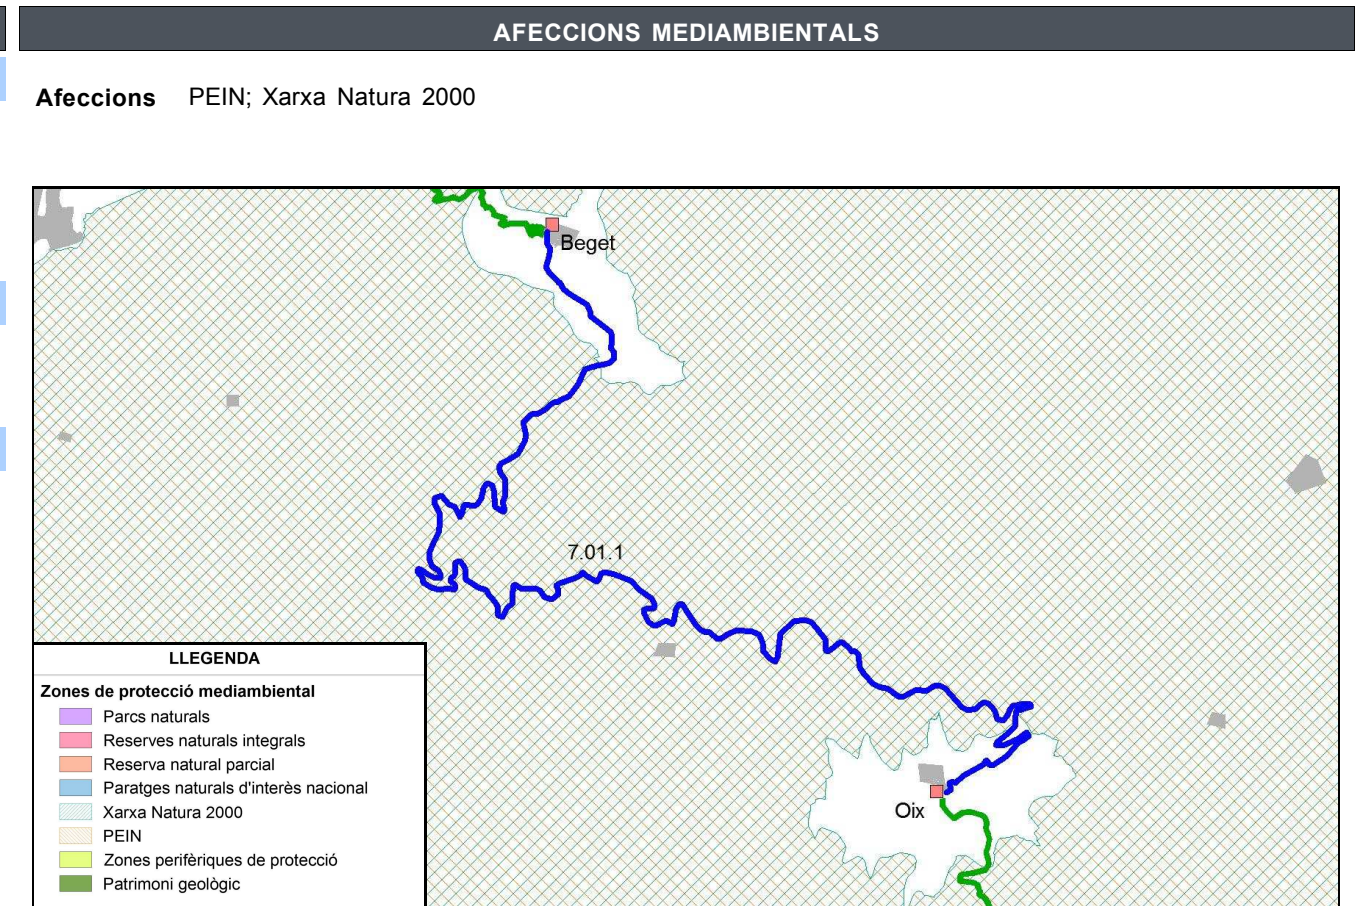 AFECCIONS MEDIAMBIENTALS
Afeccions PEIN; Xarxa Natura 2000
Beget
7.01.1
Oix
LLEGENDA
Zones de protecció mediambiental
Parcs naturals
Reserves naturals integrals
Reserva natural parcial
Paratges naturals d'interès nacional
Xarxa Natura 2000
PEIN
Zones perifèriques de protecció
Patrimoni geològic